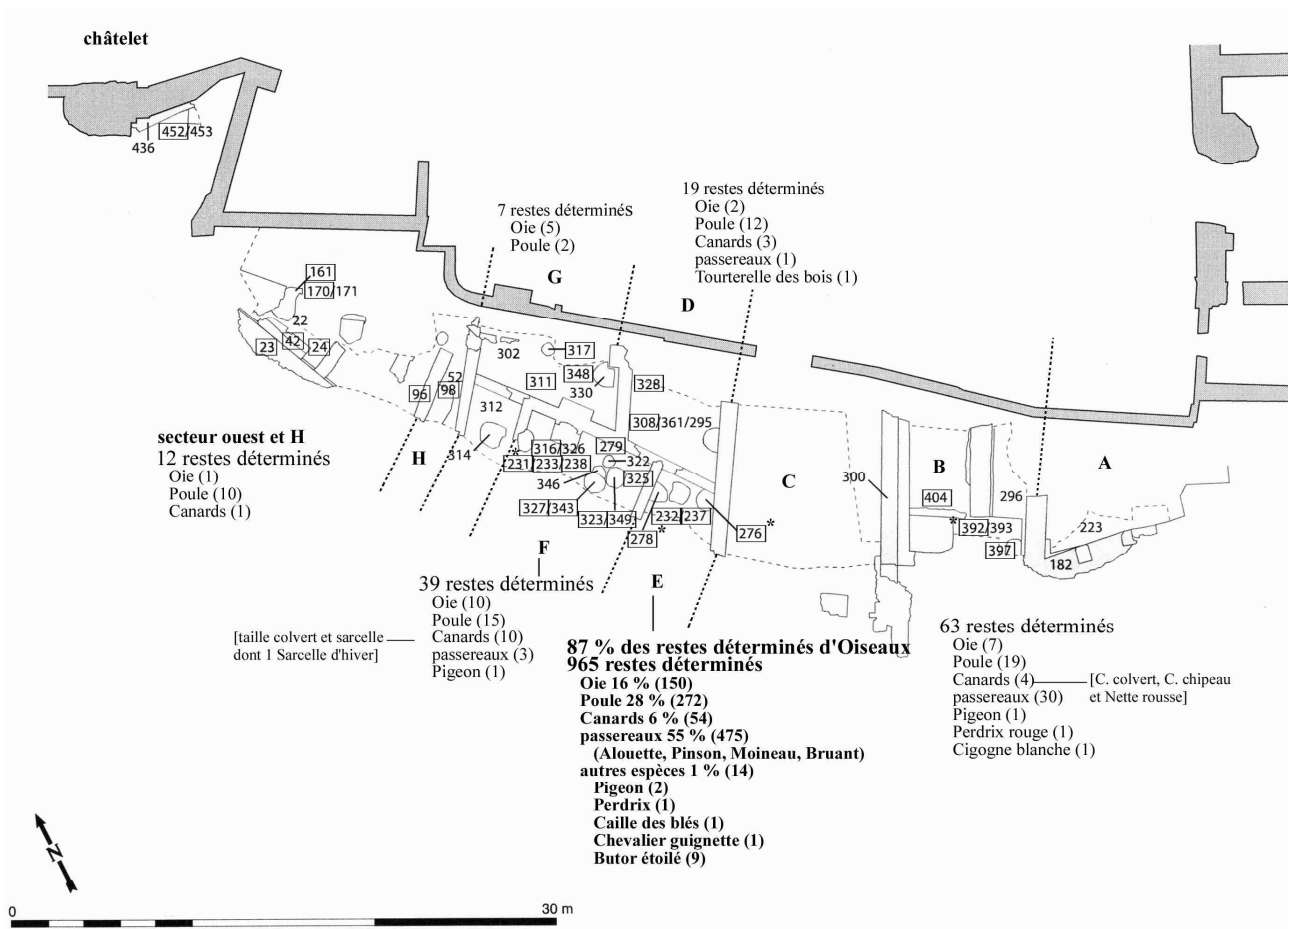 châtelet
452/453
436
19 restes déterminés
Oie (2)
Poule (12)
Canards (3)
passereaux (1)
Tourterelle des bois (1)
7 restes déterminéS
Oie (5)
Poule (2)
G
D
161
170/171
22
42
23
24
302
317
311
348
330
328
52
96
98
312
308/361/295
314
316/326
279
*
231/233/238
322
325
346
327/343
323/349
232/237
278
*
276
*
H
C
300
B
A
404
296
*
392/393
397
223
182
secteur ouest et H
12 restes déterminés
Oie (1)
Poule (10)
Canards (1)
F
39 restes déterminés
Oie (10)
Poule (15)
Canards (10)
passereaux (3)
Pigeon (1)
[taille colvert et sarcelle
dont 1 Sarcelle d'hiver]
E
87 % des restes déterminés d'Oiseaux
965 restes déterminés
Oie 16 % (150)
Poule 28 % (272)
Canards 6 % (54)
passereaux 55 % (475)
(Alouette, Pinson, Moineau, Bruant)
autres espèces 1 % (14)
Pigeon (2)
Perdrix (1)
Caille des blés (1)
Chevalier guignette (1)
Butor étoilé (9)
63 restes déterminés
Oie (7)
Poule (19)
Canards (4)
passereaux (30)
Pigeon (1)
Perdrix rouge (1)
Cigogne blanche (1)
[C. colvert, C. chipeau
et Nette rousse]
N
0
30 m